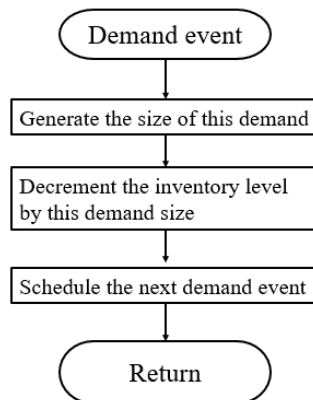 Demand event
Generate the size of this demand
Decrement the inventory level
by this demand size
Schedule the next demand event
Return